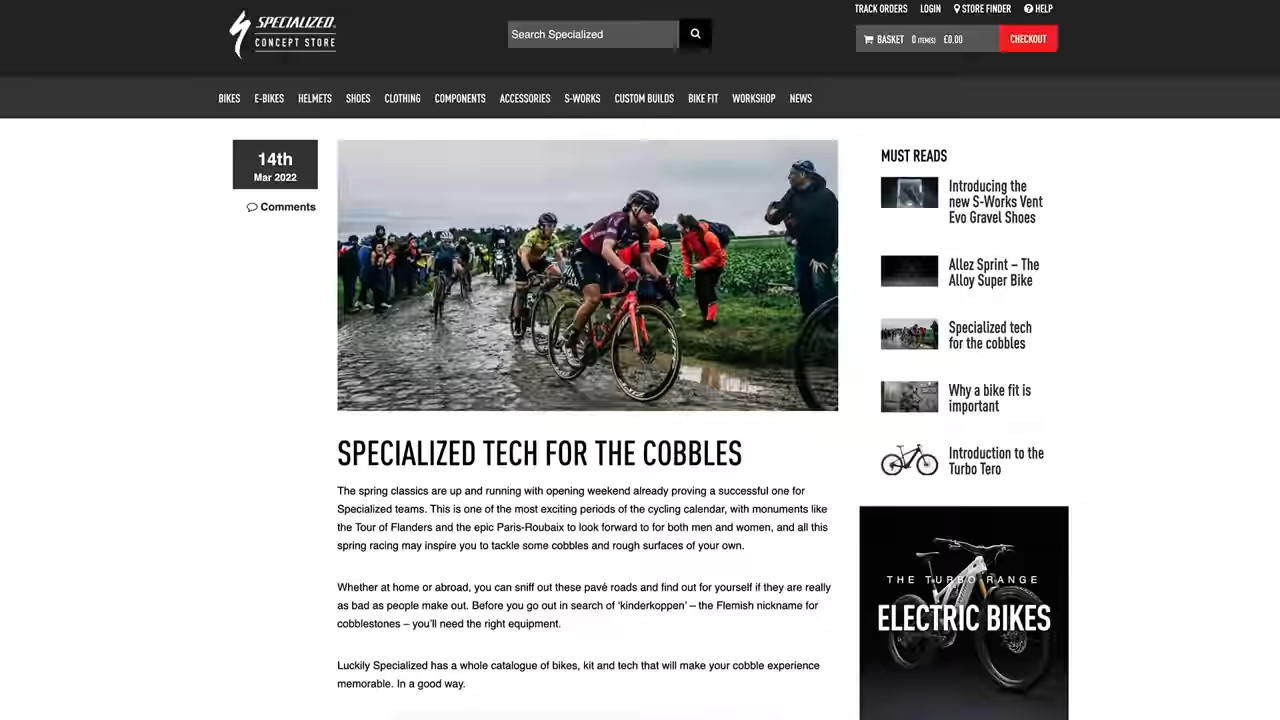 TRACK ORDERS LOGIN STORE FINDER HELP
SPECIALIZED
CONCEPT STORE
Search Specialized
BASKET 0 ITEM(S) £0.00 CHECKOUT
BIKES E-BIKES HELMETS SHOES CLOTHING COMPONENTS ACCESSORIES S-WORKS CUSTOM BUILDS BIKE FIT WORKSHOP NEWS
14th
Mar 2022
Comments
SPECIALIZED TECH FOR THE COBBLES
The spring classics are up and running with opening weekend already proving a successful one for
Specialized teams. This is one of the most exciting periods of the cycling calendar, with monuments like
the Tour of Flanders and the epic Paris-Roubaix to look forward to for both men and women, and all this
spring racing may inspire you to tackle some cobbles and rough surfaces of your own.
Whether at home or abroad, you can sniff out these pavé roads and find out for yourself if they are really
as bad as people make out. Before you go out in search of ‘kinderkoppen’ – the Flemish nickname for
cobblestones – you’ll need the right equipment.
Luckily Specialized has a whole catalogue of bikes, kit and tech that will make your cobble experience
memorable. In a good way.
MUST READS
Introducing the
new S-Works Vent
Evo Gravel Shoes
Allez Sprint – The
Alloy Super Bike
Specialized tech
for the cobbles
Why a bike fit is
important
Introduction to the
Turbo Tero
THE TURBO RANGE
ELECTRIC BIKES